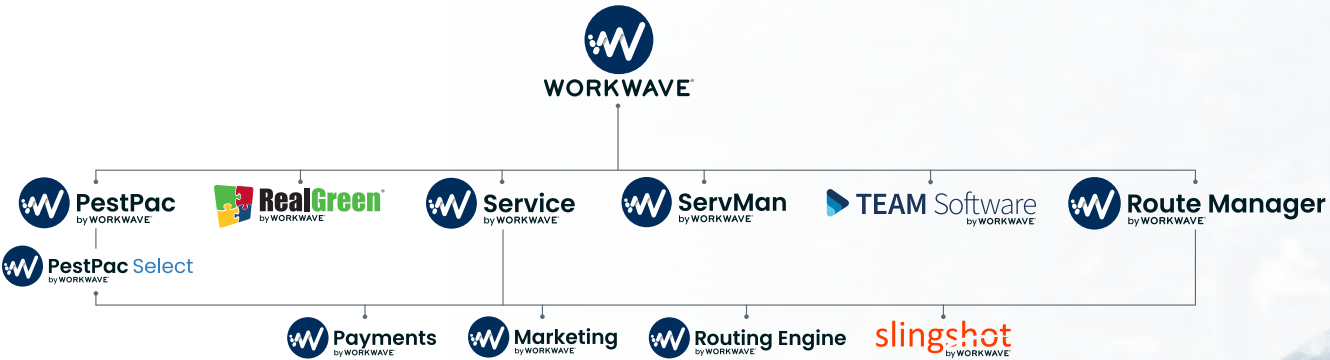 WORKWAVE®
PestPac
by WORKWAVE®
RealGreen®
by WORKWAVE®
Service
by WORKWAVE®
ServMan
by WORKWAVE®
TEAM Software
by WORKWAVE®
Route Manager
by WORKWAVE®
PestPac Select
by WORKWAVE®
Payments
by WORKWAVE®
Marketing
by WORKWAVE®
Routing Engine
by WORKWAVE®
slingshot
by WORKWAVE®